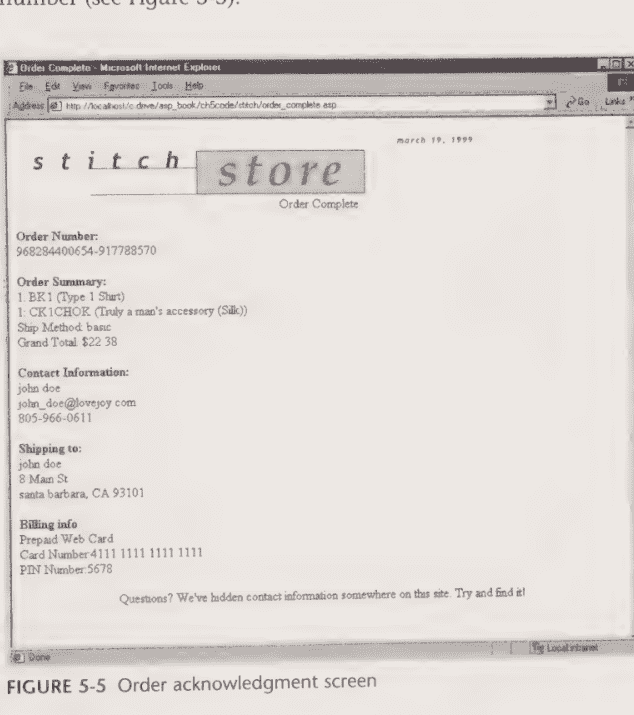 number (see Figure 5-5).
Order Complete - Microsoft Internet Explorer
File Edit View Favorites Tools Help
Address http://localhost/c.drive/asp_book/ch5code/stitch/order_complete.asp Go Links
march 19, 1999
stitch store
Order Complete
Order Number:
968284400654-917788570
Order Summary:
1: BK1 (Type 1 Shirt)
1: CK1CHOK (Truly a man's accessory (Silk))
Ship Method: basic
Grand Total: $22.38
Contact Information:
john doe
john_doe@lovejoy.com
805-966-0611
Shipping to:
john doe
8 Main St
santa barbara, CA 93101
Billing info
Prepaid Web Card
Card Number:4111 1111 1111 1111
PIN Number:5678
Questions? We've hidden contact information somewhere on this site. Try and find it!
Done Local intranet
FIGURE 5-5 Order acknowledgment screen